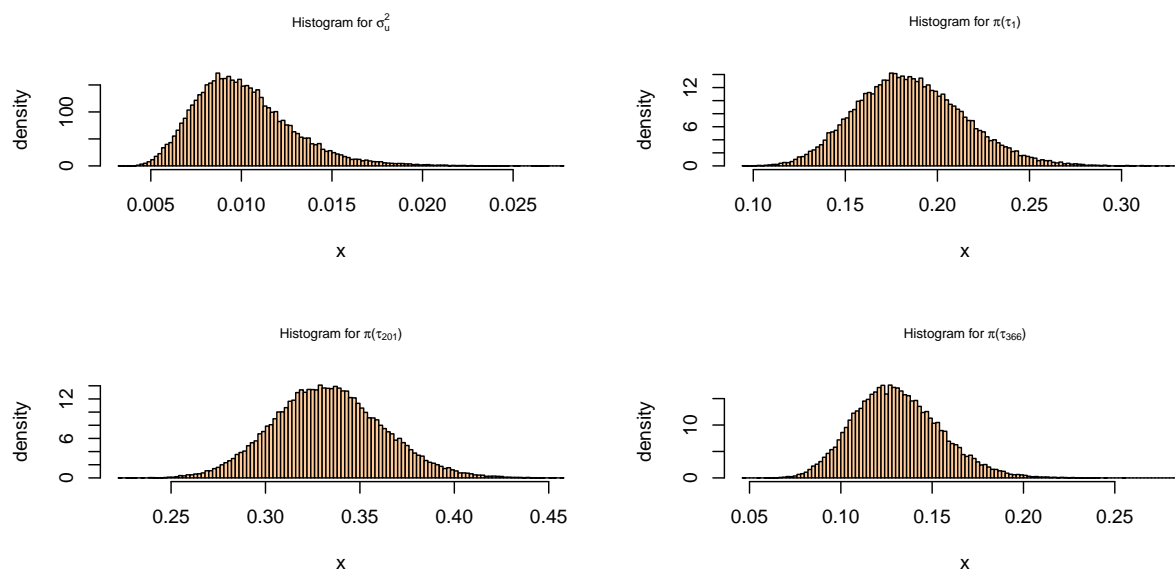 Histogram for σ²ᵤ
density
0 100
0.005 0.010 0.015 0.020 0.025
x
Histogram for π(τ₁)
density
0 6 12
0.10 0.15 0.20 0.25 0.30
x
Histogram for π(τ₂₀₁)
density
0 6 12
0.25 0.30 0.35 0.40 0.45
x
Histogram for π(τ₃₆₆)
density
0 10
0.05 0.10 0.15 0.20 0.25
x